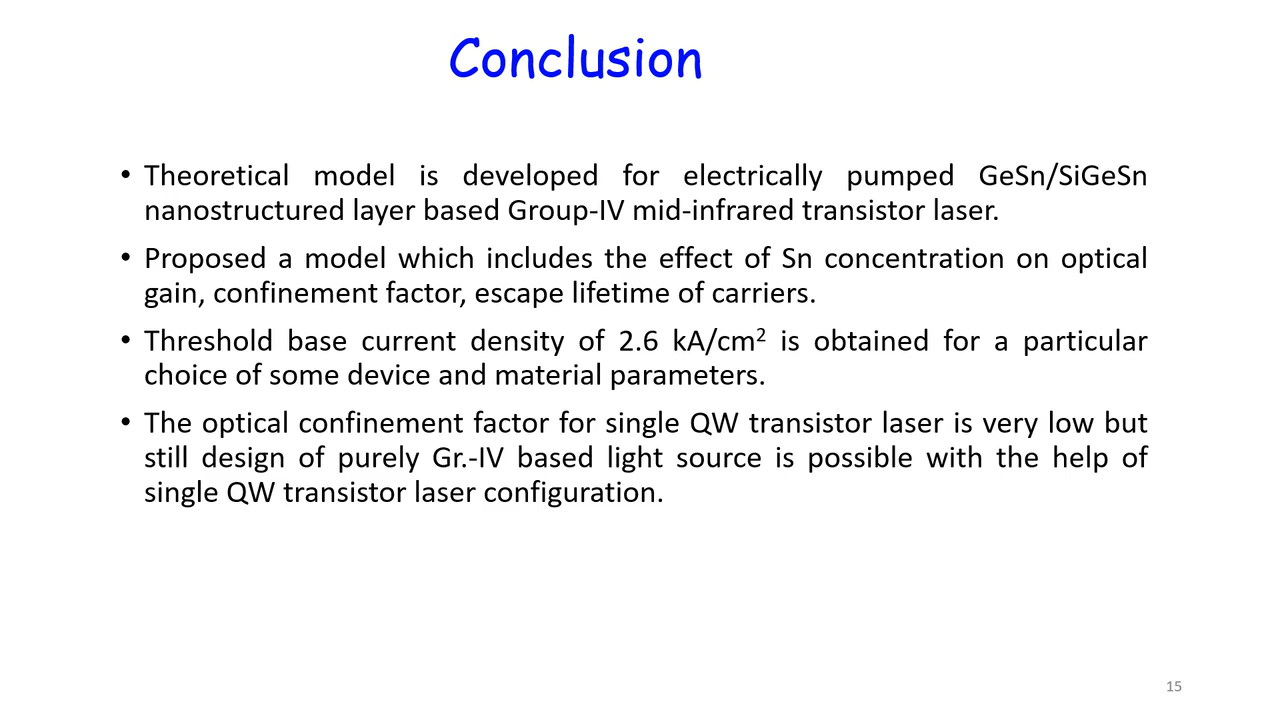 Conclusion
• Theoretical model is developed for electrically pumped GeSn/SiGeSn
nanostructured layer based Group-IV mid-infrared transistor laser.
• Proposed a model which includes the effect of Sn concentration on optical
gain, confinement factor, escape lifetime of carriers.
• Threshold base current density of 2.6 kA/cm² is obtained for a particular
choice of some device and material parameters.
• The optical confinement factor for single QW transistor laser is very low but
still design of purely Gr.-IV based light source is possible with the help of
single QW transistor laser configuration.
15